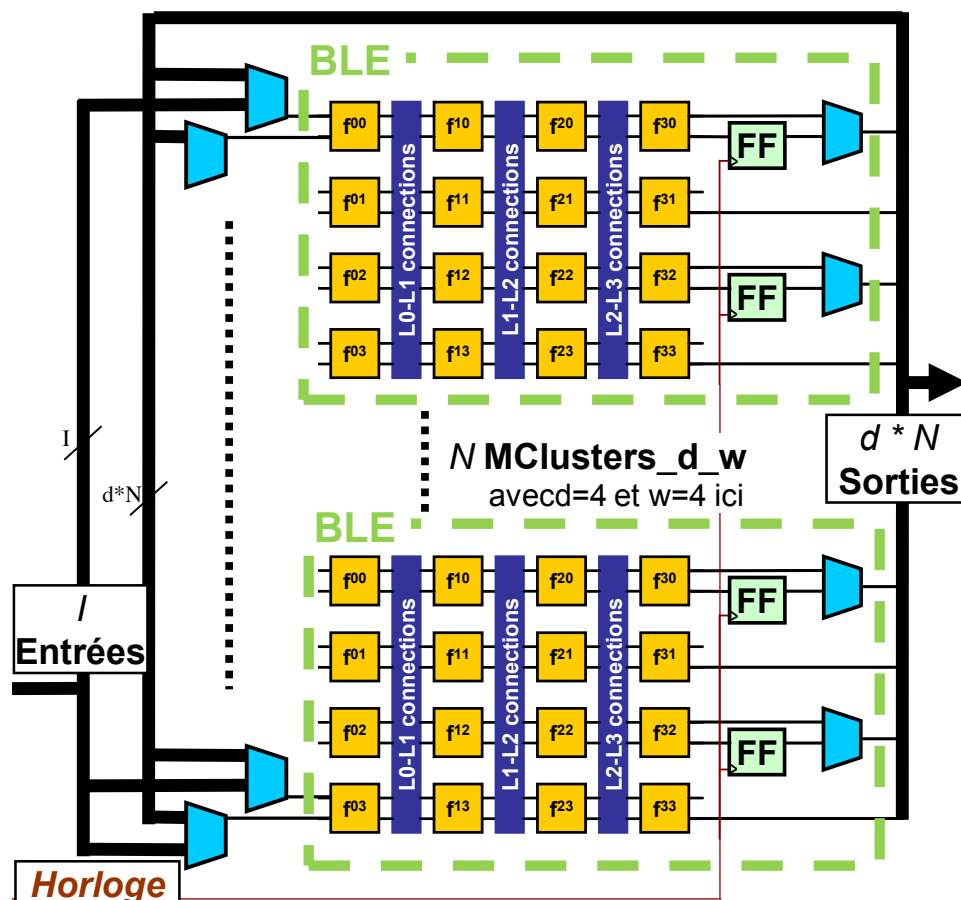 BLE
f00 f10 f20 f30
FF
f01 f11 f21 f31
f02 f12 f22 f32
FF
f03 f13 f23 f33
L0-L1 connections
L1-L2 connections
L2-L3 connections
I
d*N
N MClusters_d_w
avecd=4 et w=4 ici
d * N
Sorties
BLE
f00 f10 f20 f30
FF
f01 f11 f21 f31
f02 f12 f22 f32
FF
f03 f13 f23 f33
L0-L1 connections
L1-L2 connections
L2-L3 connections
I
Entrées
Horloge